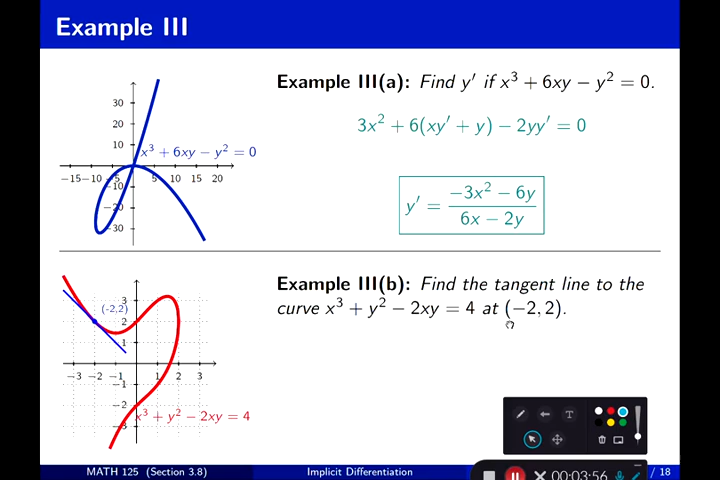 Example III
Example III(a): Find y′ if x³ + 6xy − y² = 0.
3x² + 6(xy′ + y) − 2yy′ = 0
y′ = (−3x² − 6y) / (6x − 2y)
30
20
10
x³ + 6xy − y² = 0
−15 −10 −5 5 10 15 20
−10
−20
−30
Example III(b): Find the tangent line to the
curve x³ + y² − 2xy = 4 at (−2, 2).
(-2,2)
3
2
1
−3 −2 −1 1 2 3
−1
−2
−3
x³ + y² − 2xy = 4
T
00:03:56
MATH 125 (Section 3.8) Implicit Differentiation / 18